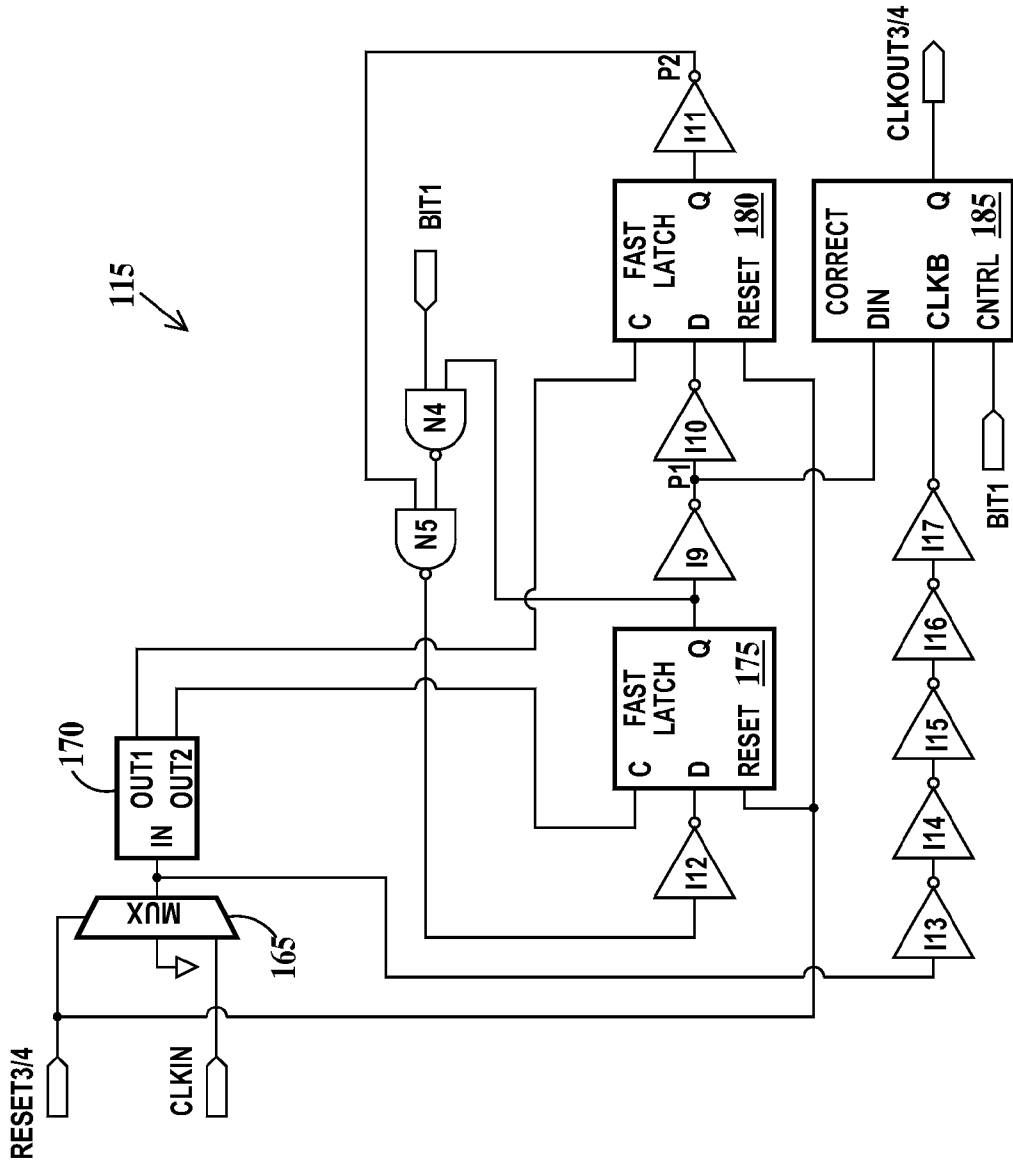 115
RESET3/4
CLKIN
MUX
165
170
IN
OUT1
OUT2
BIT1
N4
N5
P2
I12
FAST
LATCH
C
D
RESET
Q
175
I9
P1
I10
FAST
LATCH
C
D
RESET
Q
180
I11
I13
I14
I15
I16
I17
BIT1
CORRECT
DIN
CLKB
CNTRL
Q
185
CLKOUT3/4